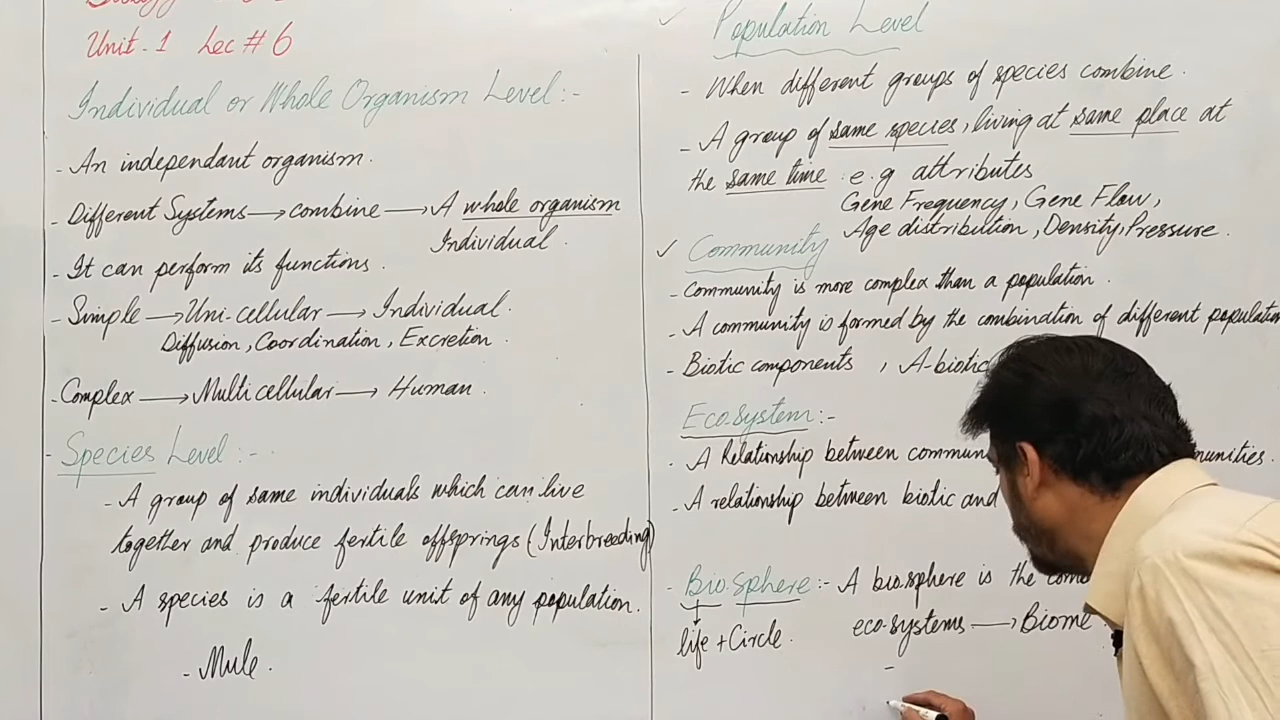 Unit-1 Lec # 6
Individual or Whole Organism Level:-
- An independant organism.
- Different Systems → combine → A whole organism
Individual.
- It can perform its functions.
- Simple → Uni-cellular → Individual.
Diffusion, Coordination, Excretion.
- Complex → Multicellular → Human.
- Species Level:-
- A group of same individuals which can live
together and produce fertile offsprings (Interbreeding)
- A species is a fertile unit of any population.
- Mule.
✓ Population Level
- When different groups of species combine.
- A group of same species, living at same place at
the same time e.g attributes
Gene Frequency, Gene Flow,
Age distribution, Density, Pressure.
✓ Community
- Community is more complex than a population.
- A community is formed by the combination of different population
- Biotic components, A-biotic
Eco-system:-
- A Relationship between
- A relationship between biotic and
- Bio-sphere:- A bio-sphere is the
eco-systems → Biome
life + Circle.
-